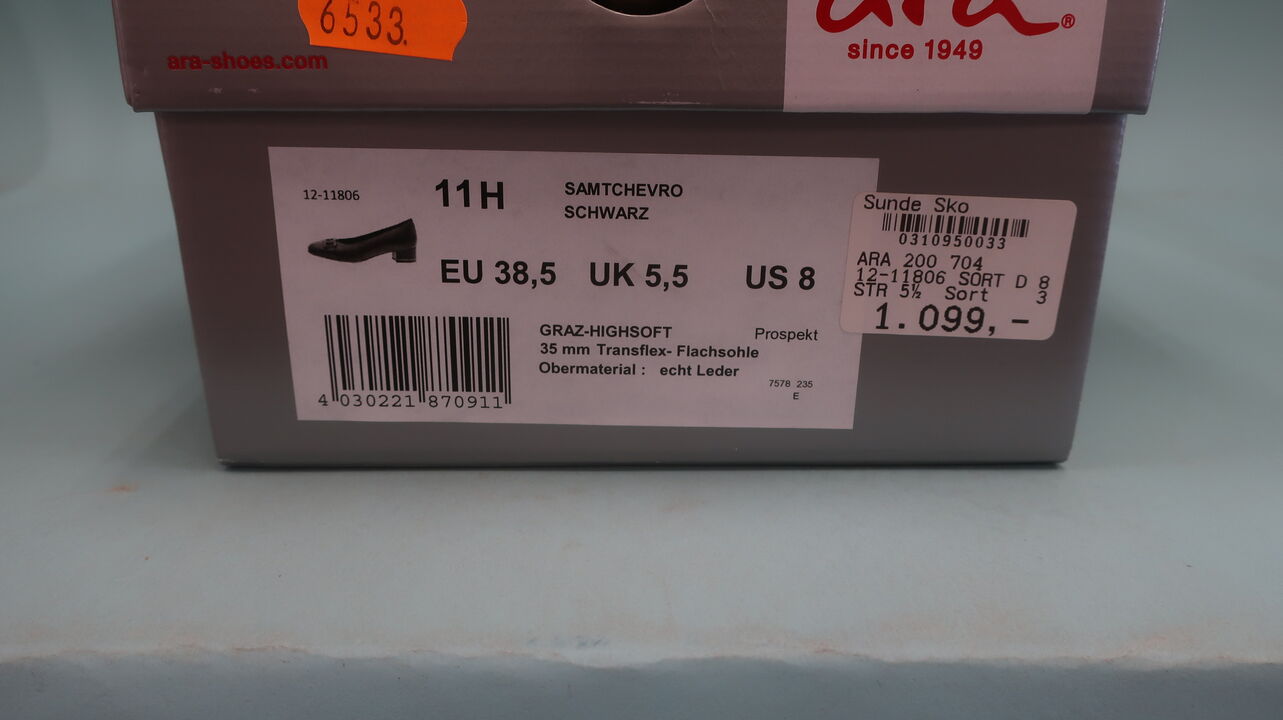 6533.
ara-shoes.com
ara®
since 1949
12-11806
11H
SAMTCHEVRO
SCHWARZ
EU 38,5 UK 5,5 US 8
GRAZ-HIGHSOFT
Prospekt
35 mm Transflex- Flachsohle
Obermaterial : echt Leder
7578 235
E
4 030221 870911
Sunde Sko
0310950033
ARA 200 704
12-11806 SORT D 8
STR 5½ Sort 3
1.099,-